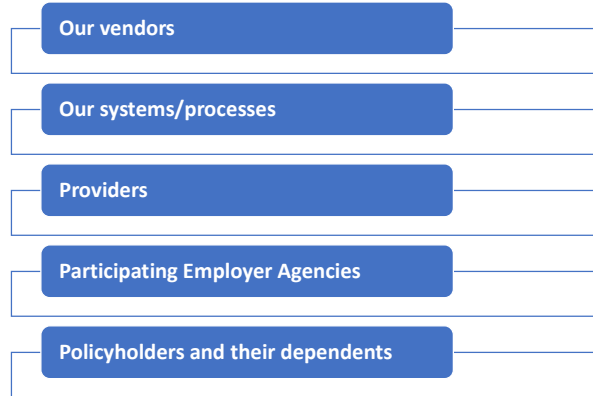 Our vendors
Our systems/processes
Providers
Participating Employer Agencies
Policyholders and their dependents